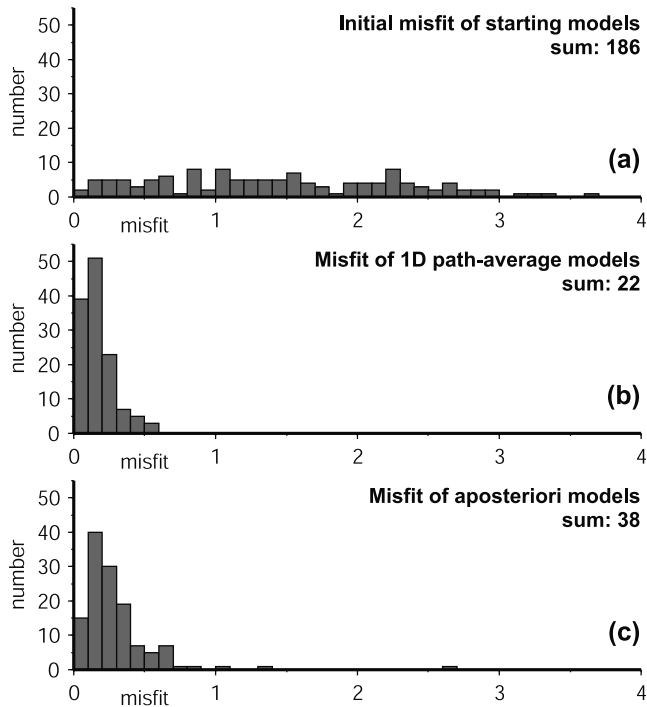 50
40
30
20
10
0
number
Initial misfit of starting models
sum: 186
(a)
0 1 2 3 4
misfit
50
40
30
20
10
0
number
Misfit of 1D path-average models
sum: 22
(b)
0 1 2 3 4
misfit
50
40
30
20
10
0
number
Misfit of aposteriori models
sum: 38
(c)
0 1 2 3 4
misfit